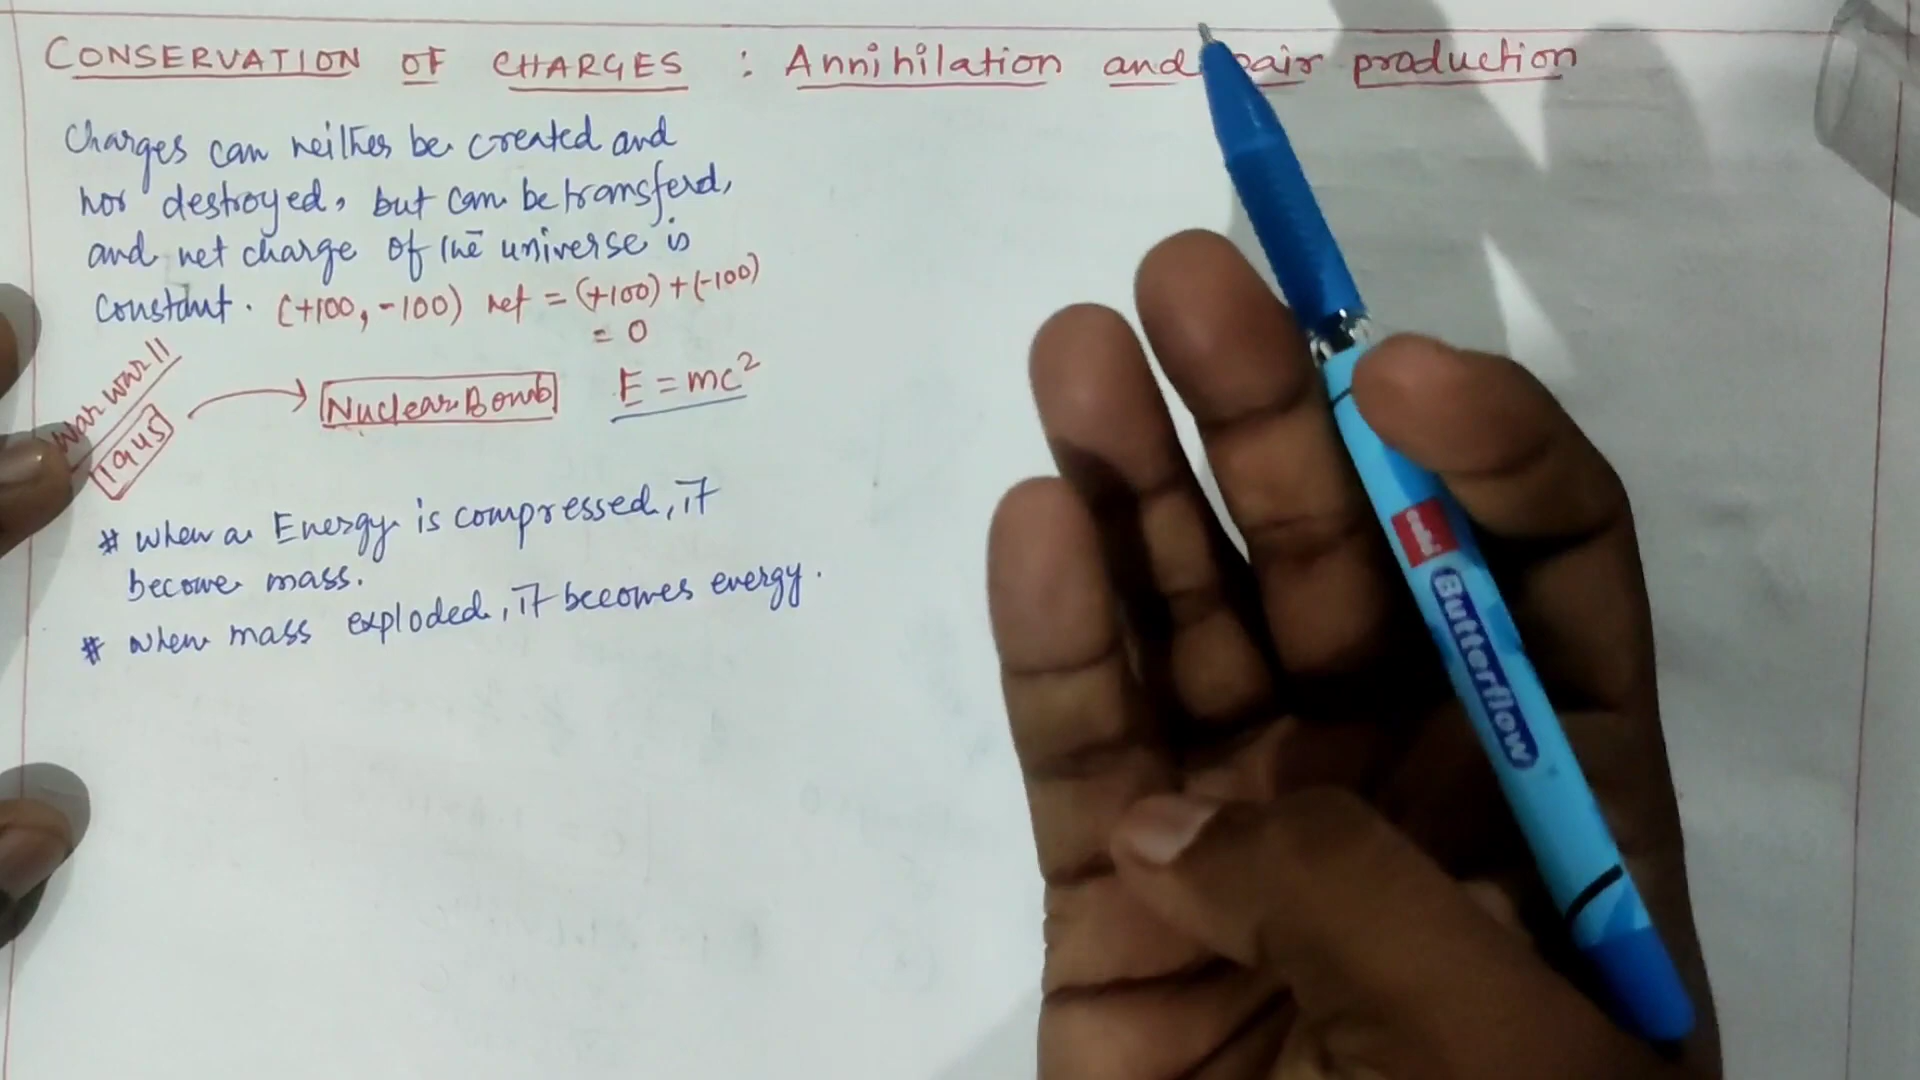 CONSERVATION OF CHARGES : Annihilation and pair production
Charges can neither be created and
nor destroyed, but can be transferd,
and net charge of the universe is
constant. (+100, -100) net = (+100) + (-100)
= 0
war war II
1945
Nuclear Bomb
E = mc²
# when a Energy is compressed, it
become mass.
# when mass exploded, it becomes energy.
cello
Butterflow